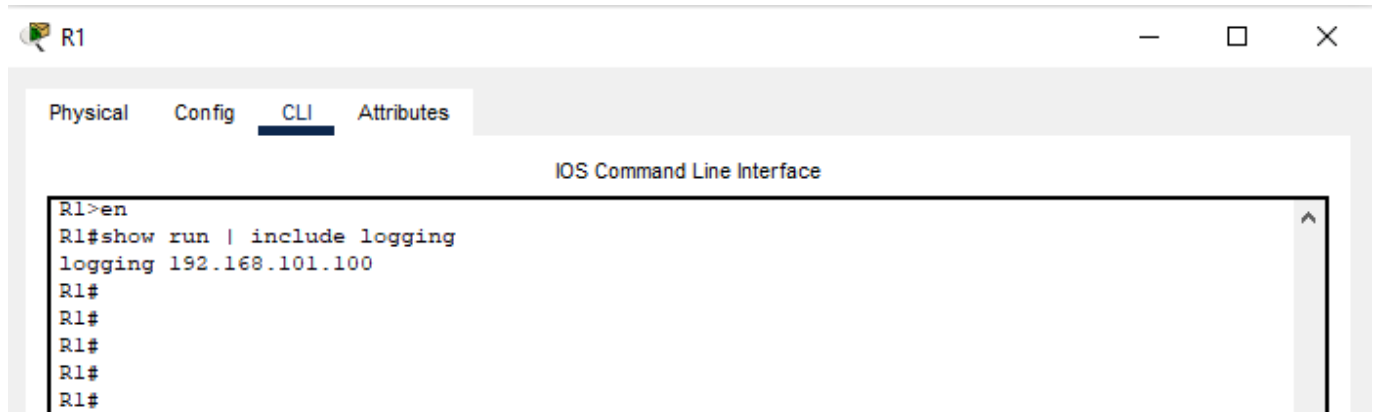 R1
Physical Config CLI Attributes
IOS Command Line Interface
R1>en
R1#show run | include logging
logging 192.168.101.100
R1#
R1#
R1#
R1#
R1#